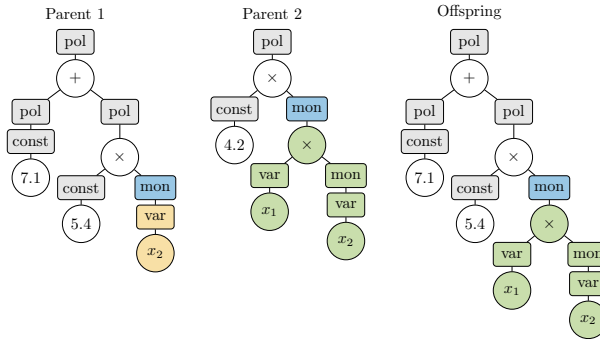 Parent 1
pol
+
pol
pol
const
×
7.1
const
mon
5.4
var
x₂
Parent 2
pol
×
const
mon
4.2
×
var
mon
x₁
var
x₂
Offspring
pol
+
pol
pol
const
×
7.1
const
mon
5.4
×
var
mon
x₁
var
x₂